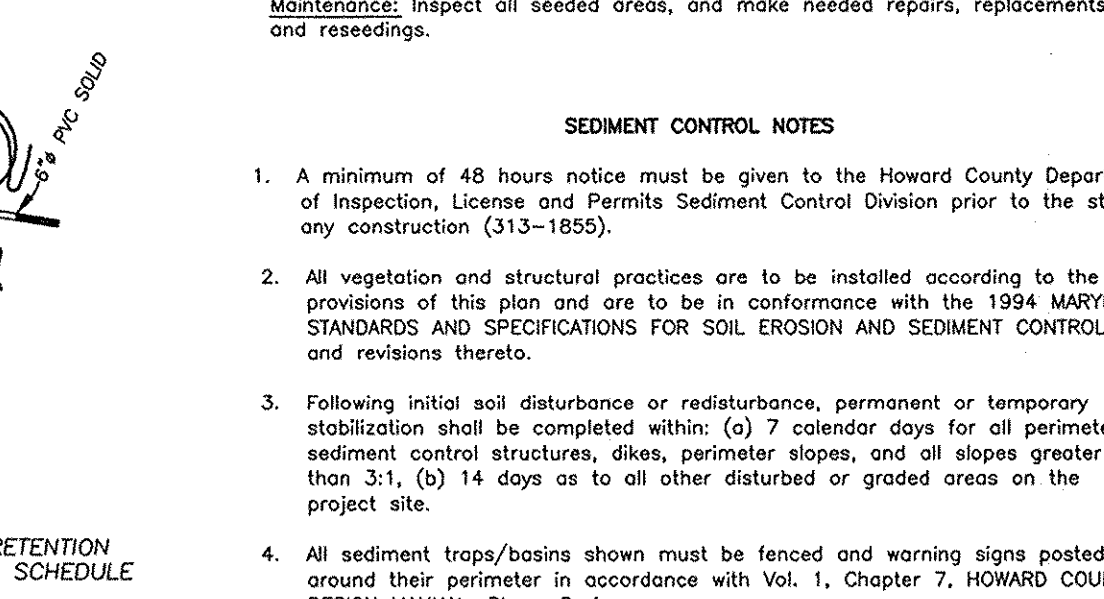 Maintenance: Inspect all seeded areas, and make needed repairs, replacements
and reseedings.
6"ϕ PVC SOLID
SEDIMENT CONTROL NOTES
1. A minimum of 48 hours notice must be given to the Howard County Depar
of Inspection, License and Permits Sediment Control Division prior to the st
any construction (313-1855).
2. All vegetation and structural practices are to be installed according to the
provisions of this plan and are to be in conformance with the 1994 MARY
STANDARDS AND SPECIFICATIONS FOR SOIL EROSION AND SEDIMENT CONTROL
and revisions thereto.
3. Following initial soil disturbance or redisturbance, permanent or temporary
stabilization shall be completed within: (a) 7 calendar days for all perimete
sediment control structures, dikes, perimeter slopes, and all slopes greater
than 3:1, (b) 14 days as to all other disturbed or graded areas on the
project site.
RETENTION
SCHEDULE
4. All sediment traps/basins shown must be fenced and warning signs posted
around their perimeter in accordance with Vol. 1, Chapter 7, HOWARD COU